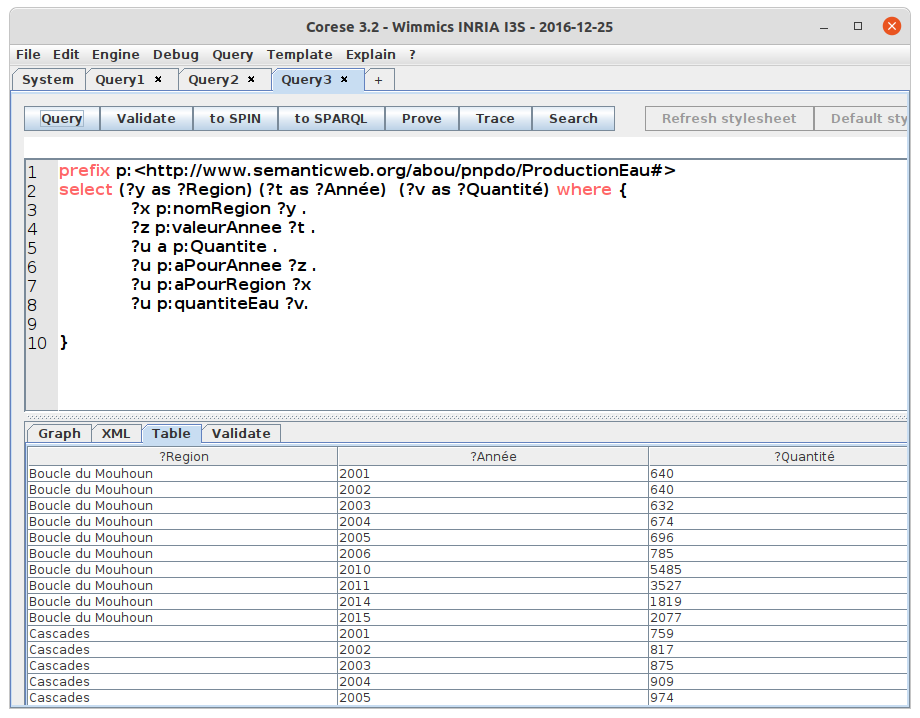 Corese 3.2 - Wimmics INRIA I3S - 2016-12-25
File Edit Engine Debug Query Template Explain ?
System Query1 × Query2 × Query3 × +
Query Validate to SPIN to SPARQL Prove Trace Search Refresh stylesheet Default sty
1 prefix p:<http://www.semanticweb.org/abou/pnpdo/ProductionEau#>
2 select (?y as ?Region) (?t as ?Année) (?v as ?Quantité) where {
3 ?x p:nomRegion ?y .
4 ?z p:valeurAnnee ?t .
5 ?u a p:Quantite .
6 ?u p:aPourAnnee ?z .
7 ?u p:aPourRegion ?x
8 ?u p:quantiteEau ?v.
9
10 }
Graph XML Table Validate
?Region ?Année ?Quantité
Boucle du Mouhoun 2001 640
Boucle du Mouhoun 2002 640
Boucle du Mouhoun 2003 632
Boucle du Mouhoun 2004 674
Boucle du Mouhoun 2005 696
Boucle du Mouhoun 2006 785
Boucle du Mouhoun 2010 5485
Boucle du Mouhoun 2011 3527
Boucle du Mouhoun 2014 1819
Boucle du Mouhoun 2015 2077
Cascades 2001 759
Cascades 2002 817
Cascades 2003 875
Cascades 2004 909
Cascades 2005 974